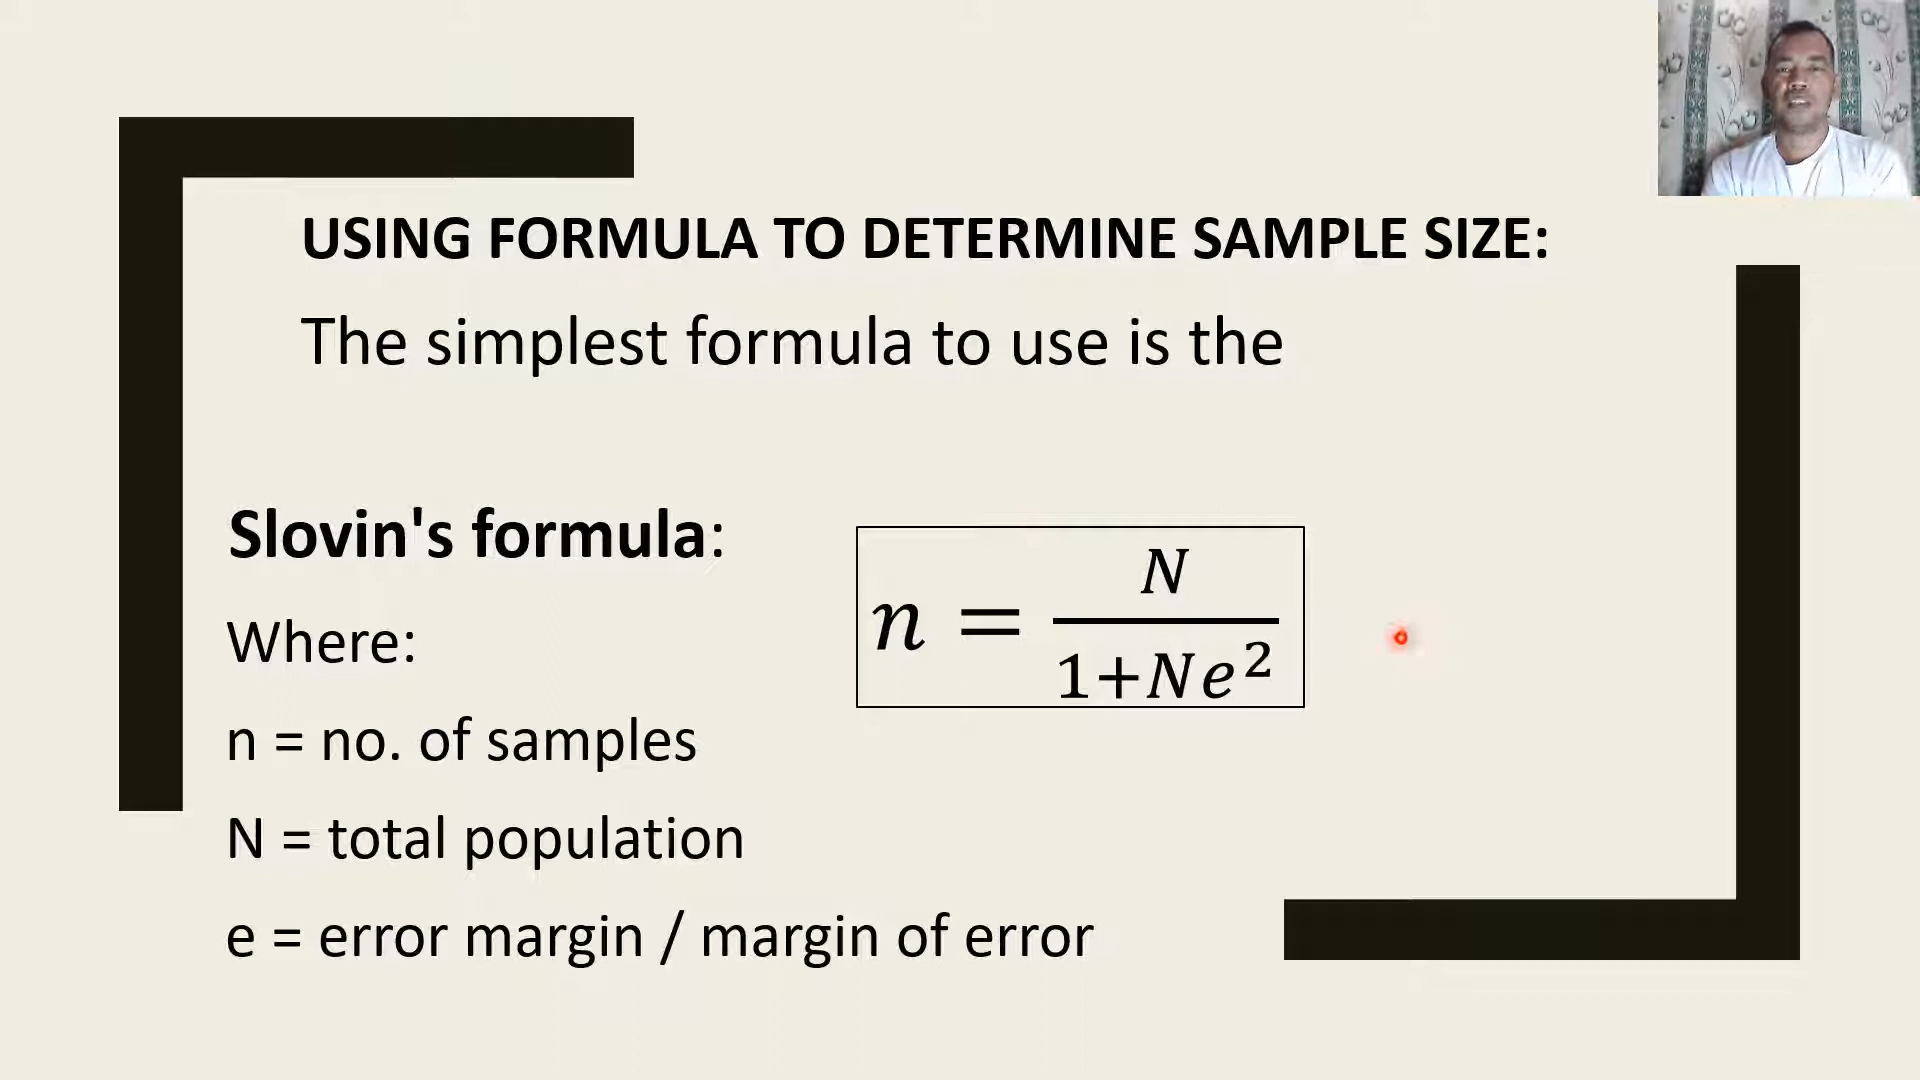 USING FORMULA TO DETERMINE SAMPLE SIZE:
The simplest formula to use is the
Slovin's formula:
n = N / 1+Ne²
Where:
n = no. of samples
N = total population
e = error margin / margin of error